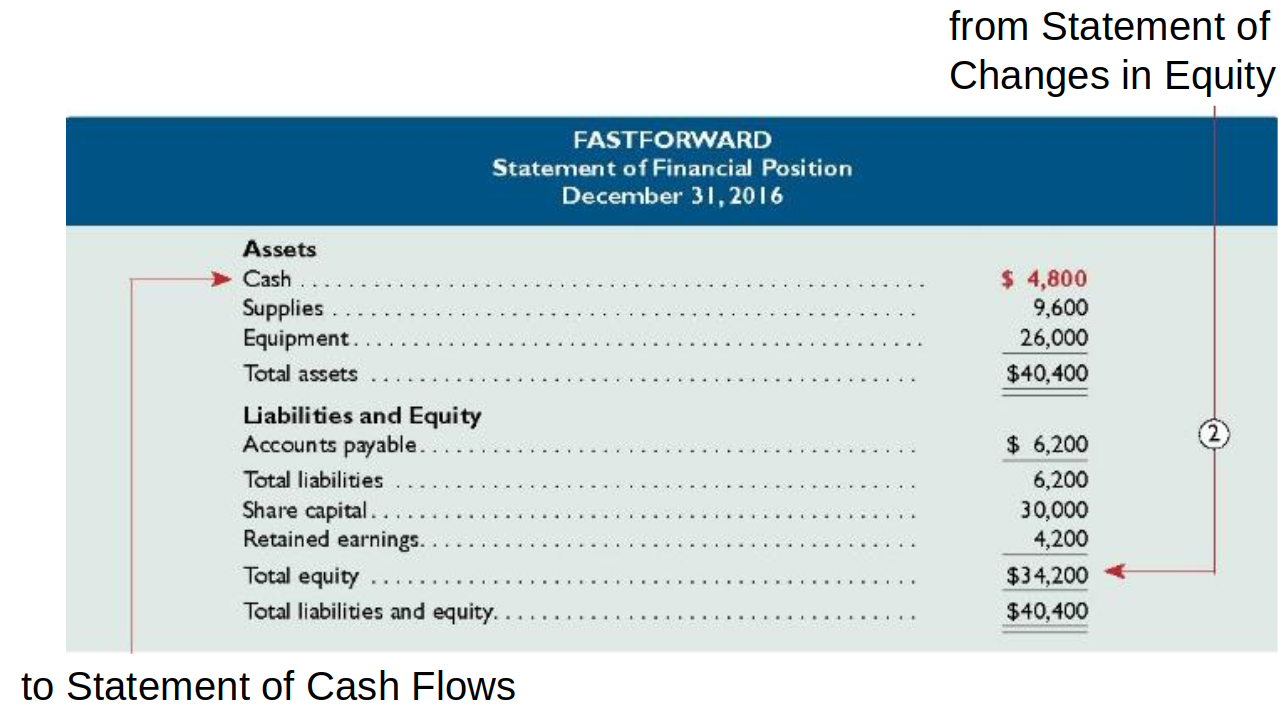 from Statement of
Changes in Equity
FASTFORWARD
Statement of Financial Position
December 31, 2016
Assets
Cash . . . . . . . . . . . . . . . . . . . . . . . . . . . . . . $ 4,800
Supplies . . . . . . . . . . . . . . . . . . . . . . . . . . . . . . 9,600
Equipment . . . . . . . . . . . . . . . . . . . . . . . . . . . . . . 26,000
Total assets . . . . . . . . . . . . . . . . . . . . . . . . . . . . . . $40,400
Liabilities and Equity
Accounts payable . . . . . . . . . . . . . . . . . . . . . . . . . . . . . . $ 6,200
2
Total liabilities . . . . . . . . . . . . . . . . . . . . . . . . . . . . . . 6,200
Share capital . . . . . . . . . . . . . . . . . . . . . . . . . . . . . . 30,000
Retained earnings . . . . . . . . . . . . . . . . . . . . . . . . . . . . . . 4,200
Total equity . . . . . . . . . . . . . . . . . . . . . . . . . . . . . . $34,200
Total liabilities and equity . . . . . . . . . . . . . . . . . . . . . . . . . . . . . . $40,400
to Statement of Cash Flows